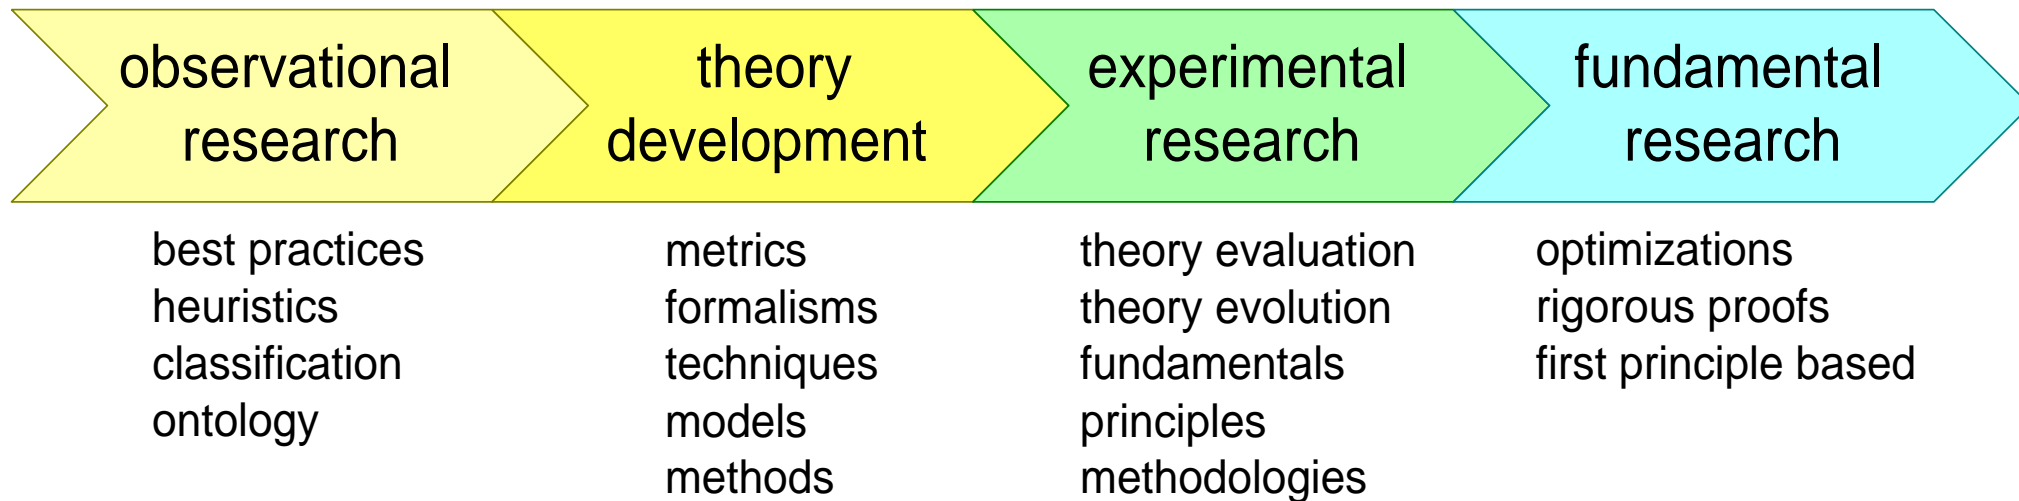 observational
research
best practices
heuristics
classification
ontology
theory
development
metrics
formalisms
techniques
models
methods
experimental
research
theory evaluation
theory evolution
fundamentals
principles
methodologies
fundamental
research
optimizations
rigorous proofs
first principle based